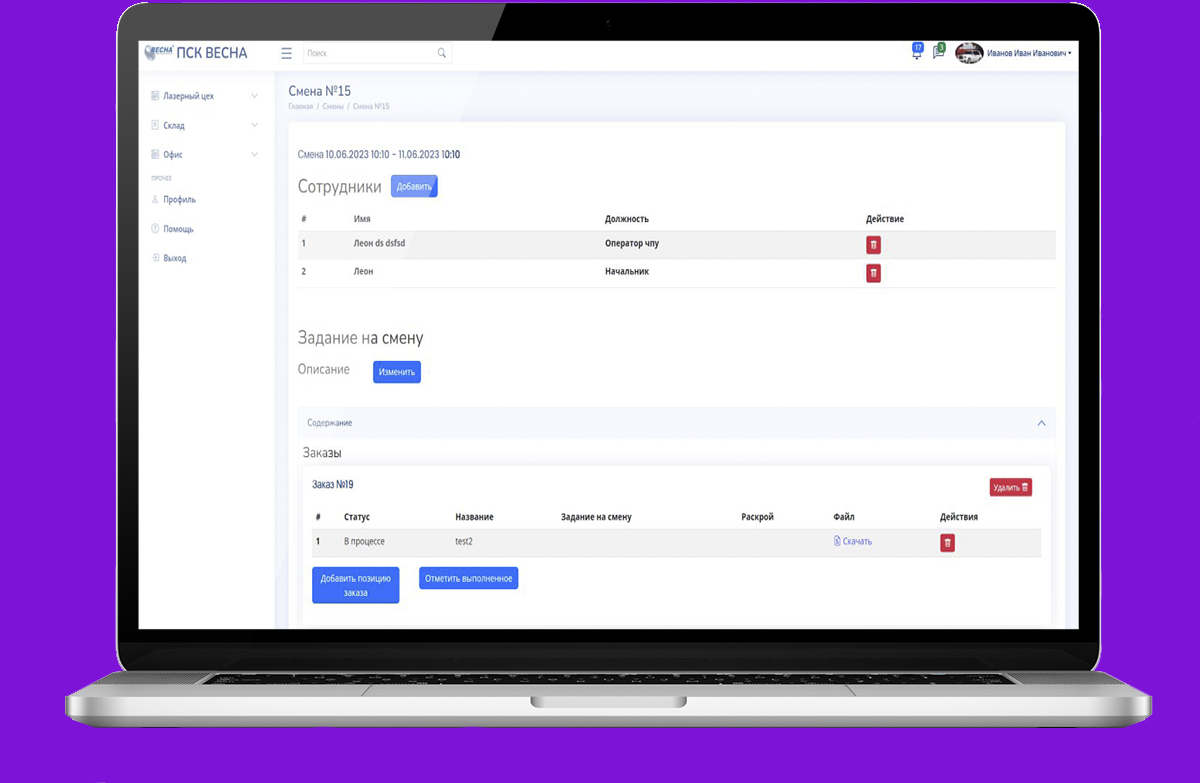 ВЕСНА ПСК ВЕСНА
Поиск
17
3
Иванов Иван Иванович
Лазерный цех
Склад
Офис
ПРОЧЕЕ
Профиль
Помощь
Выход
Смена №15
Главная / Смены / Смена №15
Смена 10.06.2023 10:10 - 11.06.2023 10:10
Сотрудники Добавить
# Имя Должность Действие
1 Леон ds dsfsd Оператор чпу
2 Леон Начальник
Задание на смену
Описание Изменить
Содержание
Заказы
Заказ №19 Удалить
# Статус Название Задание на смену Раскрой Файл Действия
1 В процессе test2 Скачать
Добавить позицию
заказа
Отметить выполненное